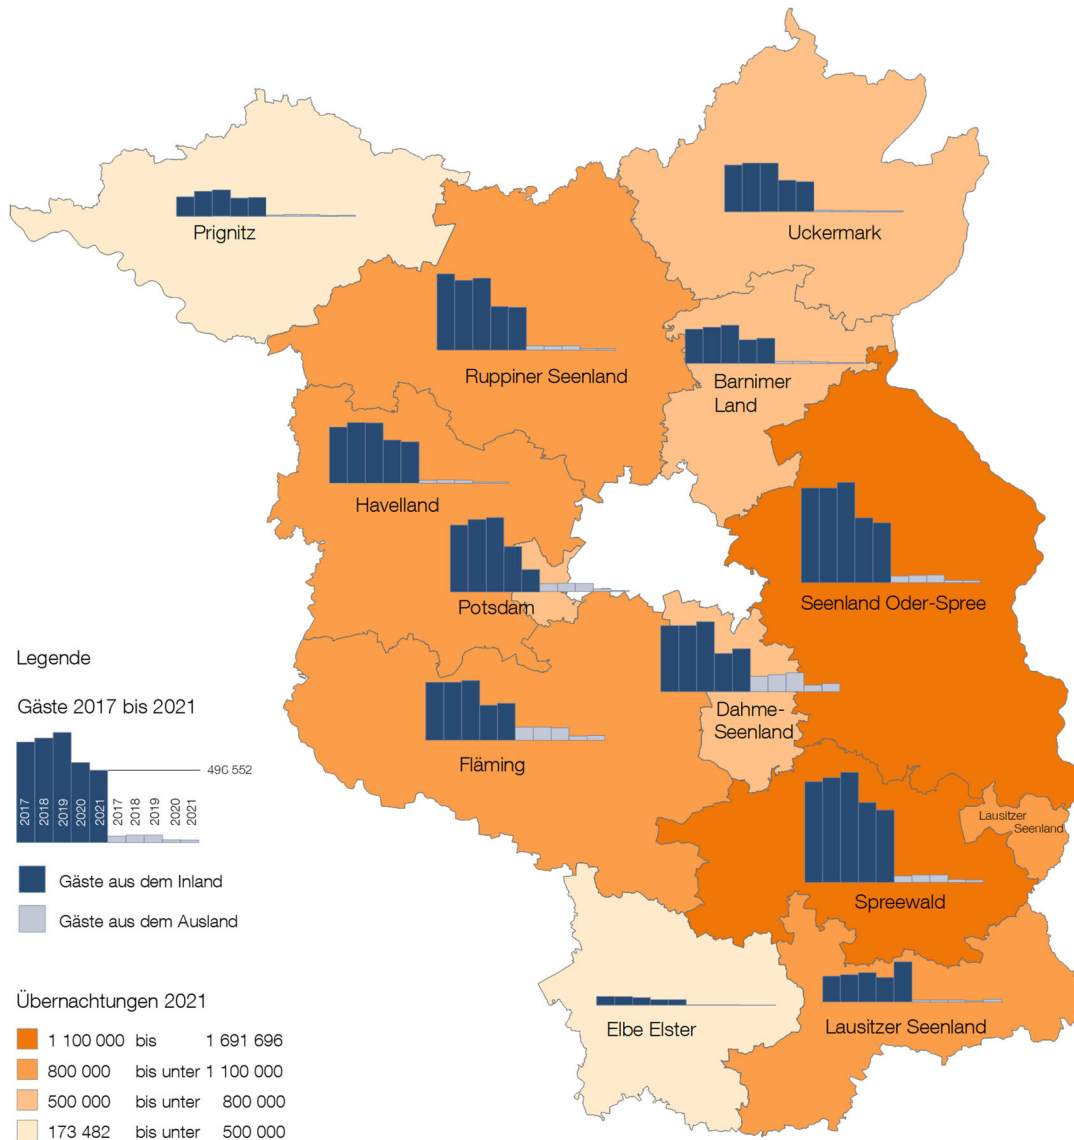 Prignitz
Uckermark
Ruppiner Seenland
Barnimer
Land
Havelland
Potsdam
Seenland Oder-Spree
Dahme-
Seenland
Fläming
Lausitzer
Seenland
Spreewald
Elbe Elster
Lausitzer Seenland
Legende
Gäste 2017 bis 2021
496 552
2017 2018 2019 2020 2021 2017 2018 2019 2020 2021
Gäste aus dem Inland
Gäste aus dem Ausland
Übernachtungen 2021
1 100 000 bis 1 691 696
800 000 bis unter 1 100 000
500 000 bis unter 800 000
173 482 bis unter 500 000